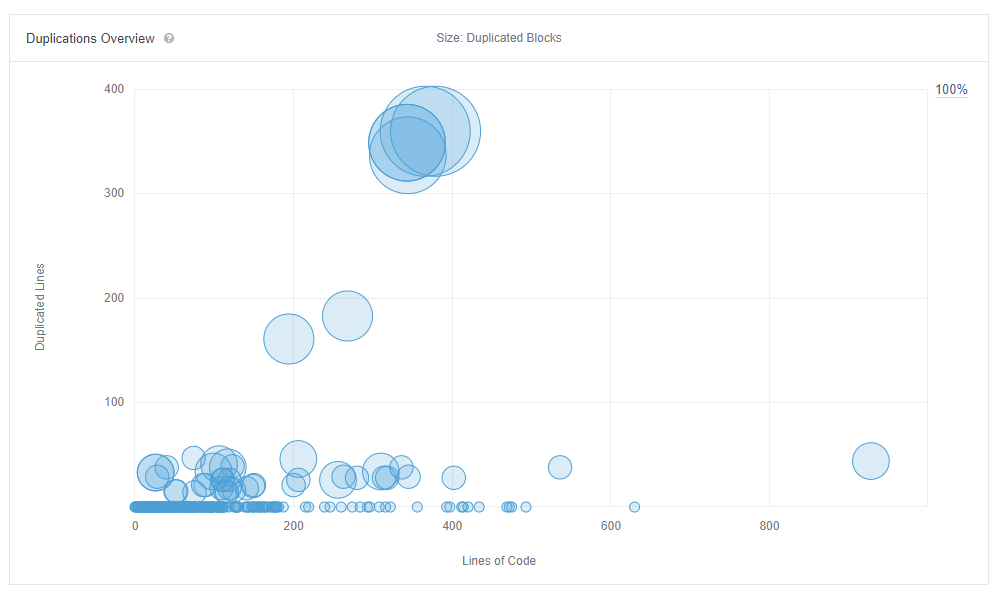 Duplications Overview ?
Size: Duplicated Blocks
400
100%
300
Duplicated Lines
200
100
0
200
400
600
800
Lines of Code